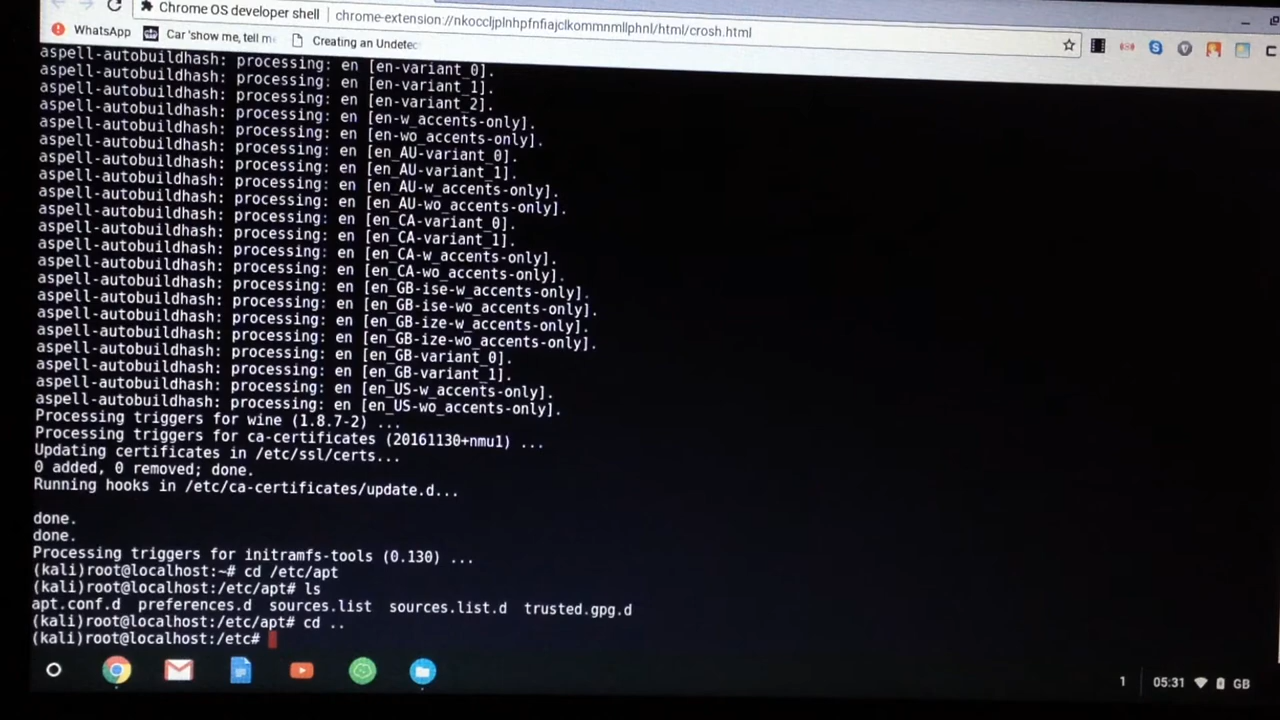 Chrome OS developer shell | chrome-extension://nkoccljplnhpfnfiajclkommnmllphnl/html/crosh.html
WhatsApp Car 'show me, tell m Creating an Undetec
aspell-autobuildhash: processing: en [en-variant_0].
aspell-autobuildhash: processing: en [en-variant_1].
aspell-autobuildhash: processing: en [en-variant_2].
aspell-autobuildhash: processing: en [en-w_accents-only].
aspell-autobuildhash: processing: en [en-wo_accents-only].
aspell-autobuildhash: processing: en [en_AU-variant_0].
aspell-autobuildhash: processing: en [en_AU-variant_1].
aspell-autobuildhash: processing: en [en_AU-w_accents-only].
aspell-autobuildhash: processing: en [en_AU-wo_accents-only].
aspell-autobuildhash: processing: en [en_CA-variant_0].
aspell-autobuildhash: processing: en [en_CA-variant_1].
aspell-autobuildhash: processing: en [en_CA-w_accents-only].
aspell-autobuildhash: processing: en [en_CA-wo_accents-only].
aspell-autobuildhash: processing: en [en_GB-ise-w_accents-only].
aspell-autobuildhash: processing: en [en_GB-ise-wo_accents-only].
aspell-autobuildhash: processing: en [en_GB-ize-w_accents-only].
aspell-autobuildhash: processing: en [en_GB-ize-wo_accents-only].
aspell-autobuildhash: processing: en [en_GB-variant_0].
aspell-autobuildhash: processing: en [en_GB-variant_1].
aspell-autobuildhash: processing: en [en_US-w_accents-only].
aspell-autobuildhash: processing: en [en_US-wo_accents-only].
Processing triggers for wine (1.8.7-2) ...
Processing triggers for ca-certificates (20161130+nmu1) ...
Updating certificates in /etc/ssl/certs...
0 added, 0 removed; done.
Running hooks in /etc/ca-certificates/update.d...
done.
done.
Processing triggers for initramfs-tools (0.130) ...
(kali)root@localhost:~# cd /etc/apt
(kali)root@localhost:/etc/apt# ls
apt.conf.d preferences.d sources.list sources.list.d trusted.gpg.d
(kali)root@localhost:/etc/apt# cd ..
(kali)root@localhost:/etc#
1 05:31 GB